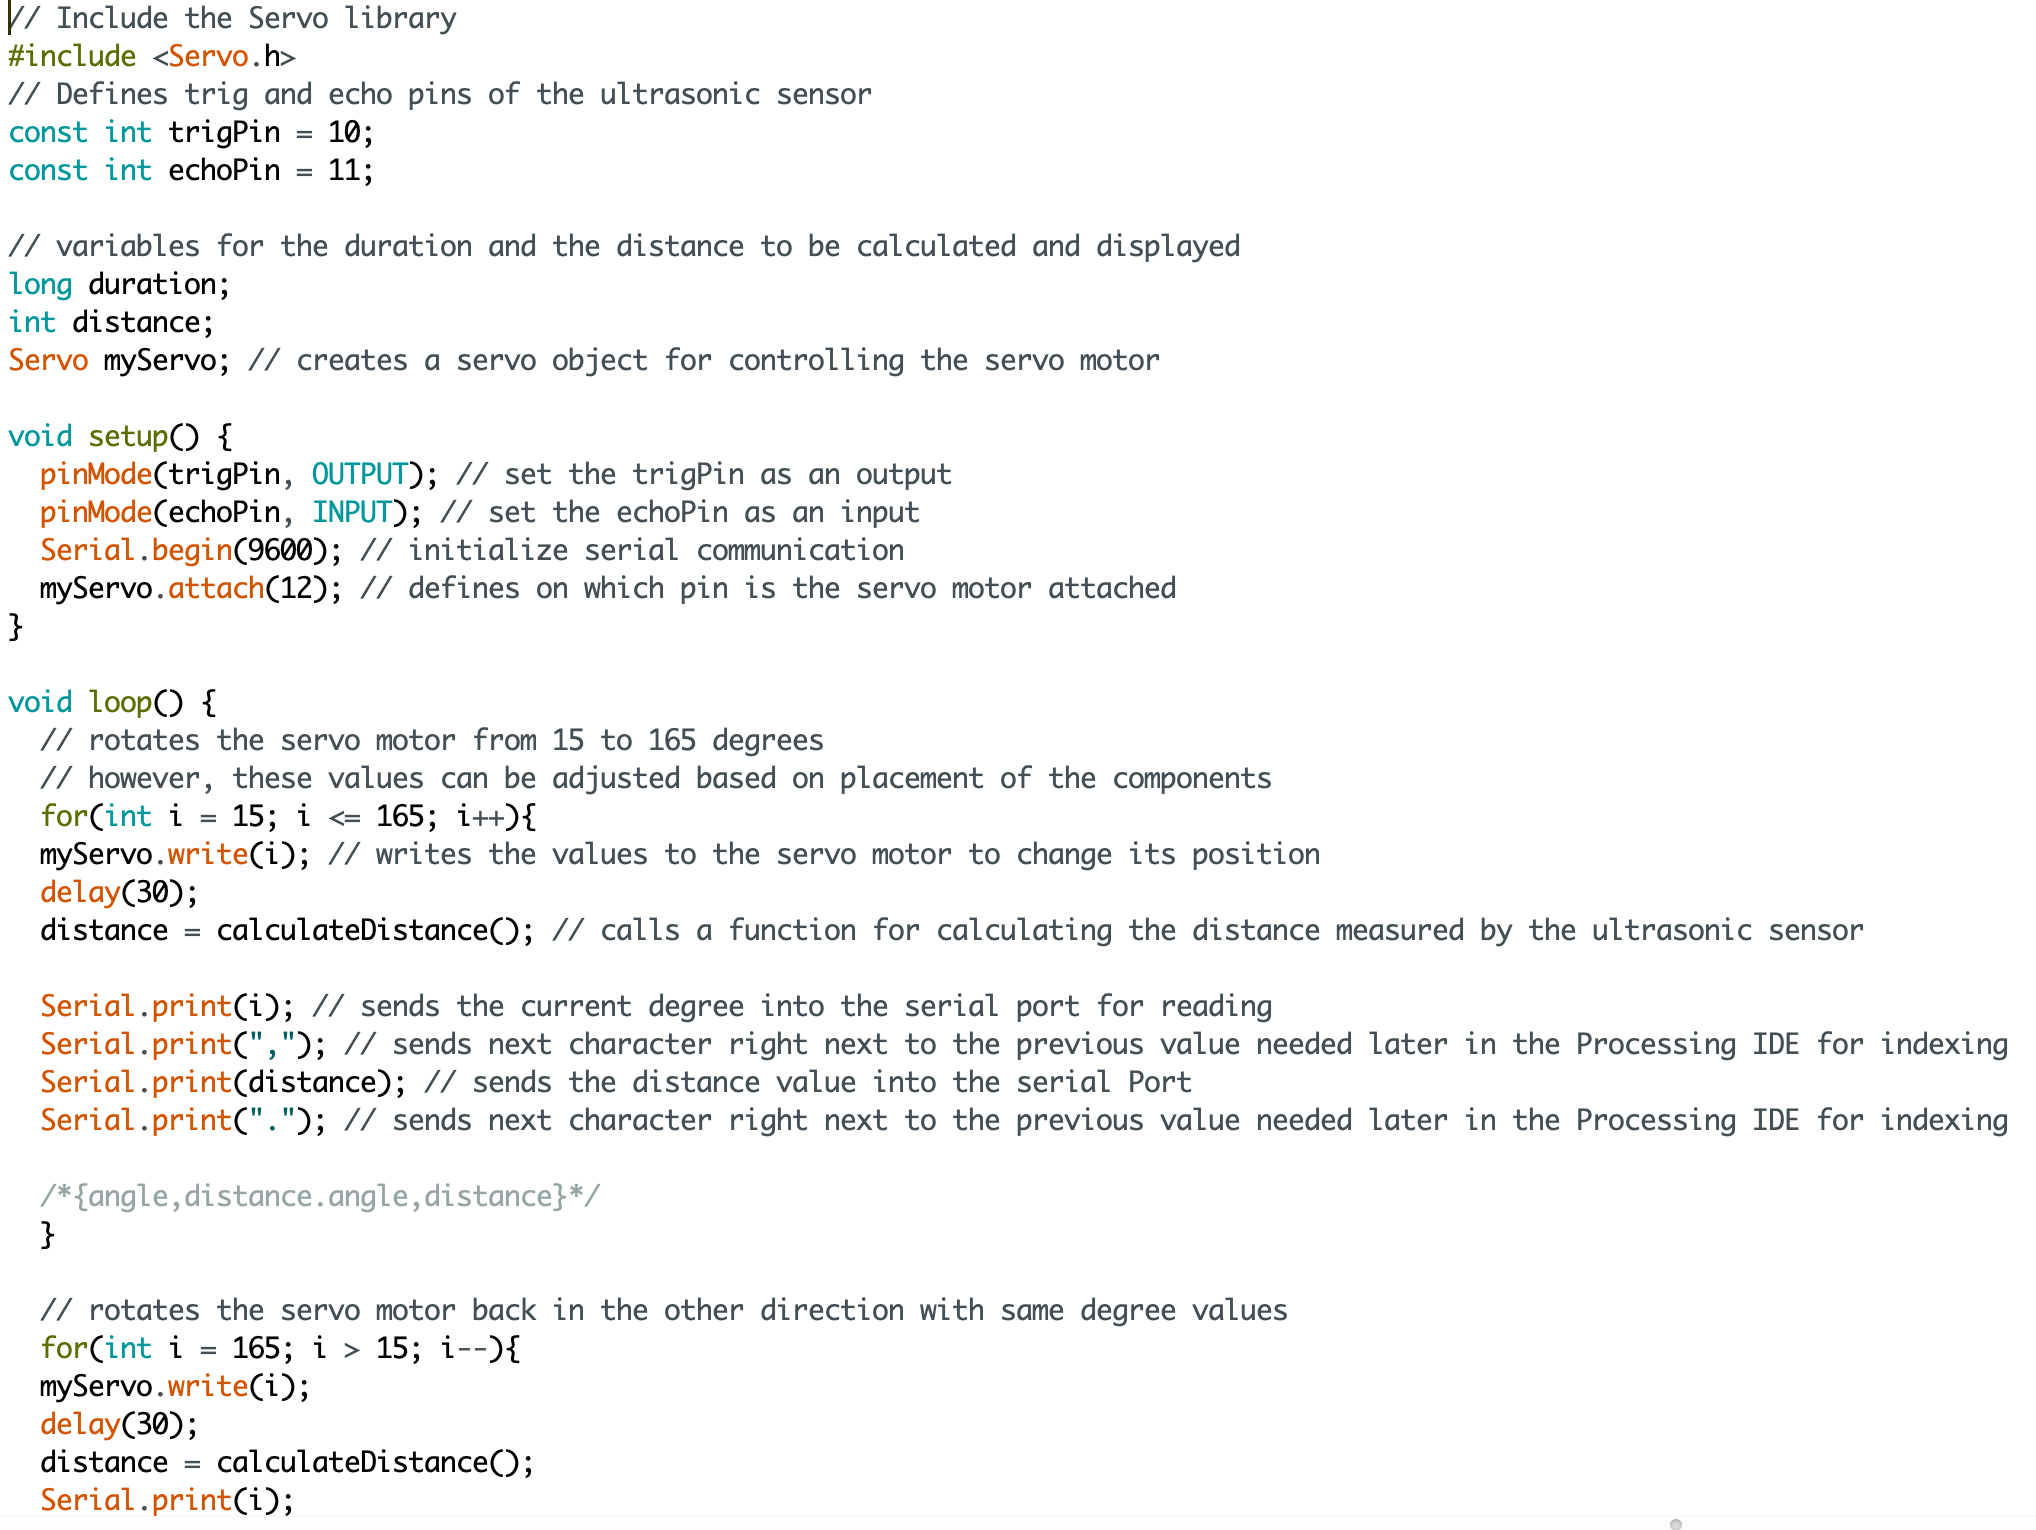 // Include the Servo library
#include <Servo.h>
// Defines trig and echo pins of the ultrasonic sensor
const int trigPin = 10;
const int echoPin = 11;
// variables for the duration and the distance to be calculated and displayed
long duration;
int distance;
Servo myServo; // creates a servo object for controlling the servo motor
void setup() {
  pinMode(trigPin, OUTPUT); // set the trigPin as an output
  pinMode(echoPin, INPUT); // set the echoPin as an input
  Serial.begin(9600); // initialize serial communication
  myServo.attach(12); // defines on which pin is the servo motor attached
}
void loop() {
  // rotates the servo motor from 15 to 165 degrees
  // however, these values can be adjusted based on placement of the components
  for(int i = 15; i <= 165; i++){
  myServo.write(i); // writes the values to the servo motor to change its position
  delay(30);
  distance = calculateDistance(); // calls a function for calculating the distance measured by the ultrasonic sensor
  Serial.print(i); // sends the current degree into the serial port for reading
  Serial.print(","); // sends next character right next to the previous value needed later in the Processing IDE for indexing
  Serial.print(distance); // sends the distance value into the serial Port
  Serial.print("."); // sends next character right next to the previous value needed later in the Processing IDE for indexing
  /*{angle,distance.angle,distance}*/
  }
  // rotates the servo motor back in the other direction with same degree values
  for(int i = 165; i > 15; i--){
  myServo.write(i);
  delay(30);
  distance = calculateDistance();
  Serial.print(i);